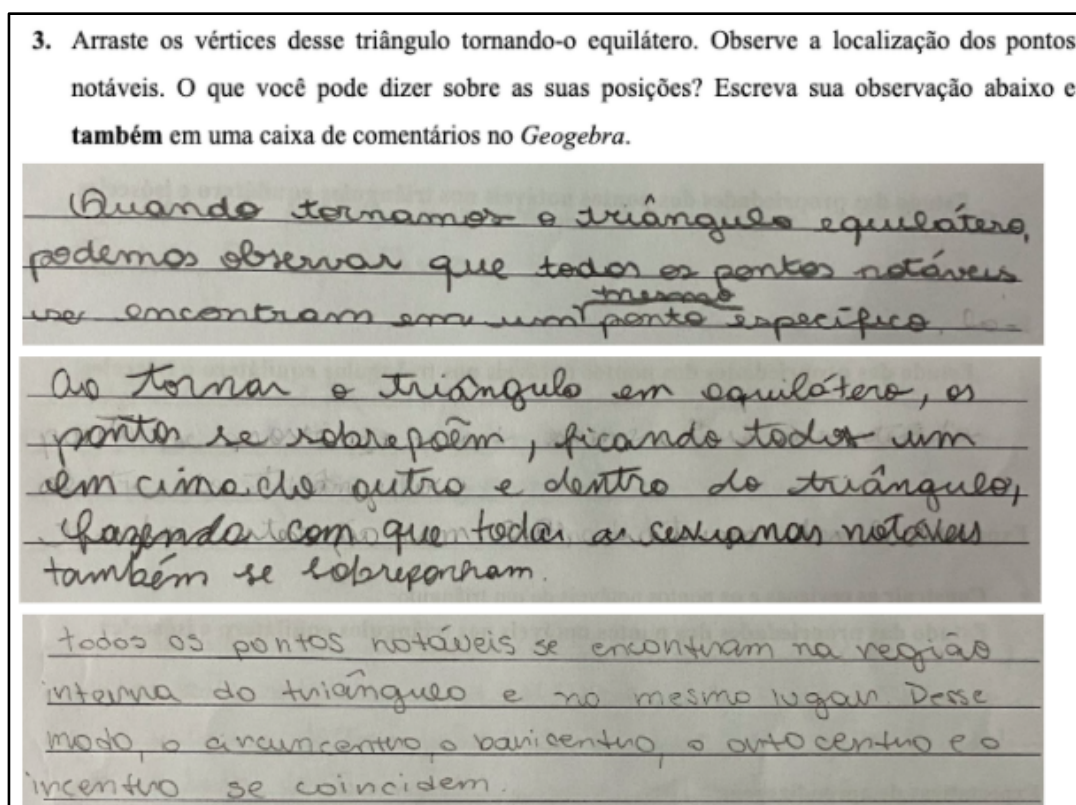 3. Arraste os vértices desse triângulo tornando-o equilátero. Observe a localização dos pontos
notáveis. O que você pode dizer sobre as suas posições? Escreva sua observação abaixo e
também em uma caixa de comentários no Geogebra.
Quando tornamos o triângulo equilátero,
podemos observar que todos os pontos notáveis
mesmo
se encontram em um ponto específico.
Ao tornar o triângulo em equilátero, os
pontos se sobrepõem, ficando todos um
em cima do outro e dentro do triângulo,
fazendo com que todas as cevianas notáveis
também se sobreponham.
todos os pontos notáveis se encontram na região
interna do triângulo e no mesmo lugar. Desse
modo, o circuncentro, o baricentro, o ortocentro e o
incentro se coincidem.